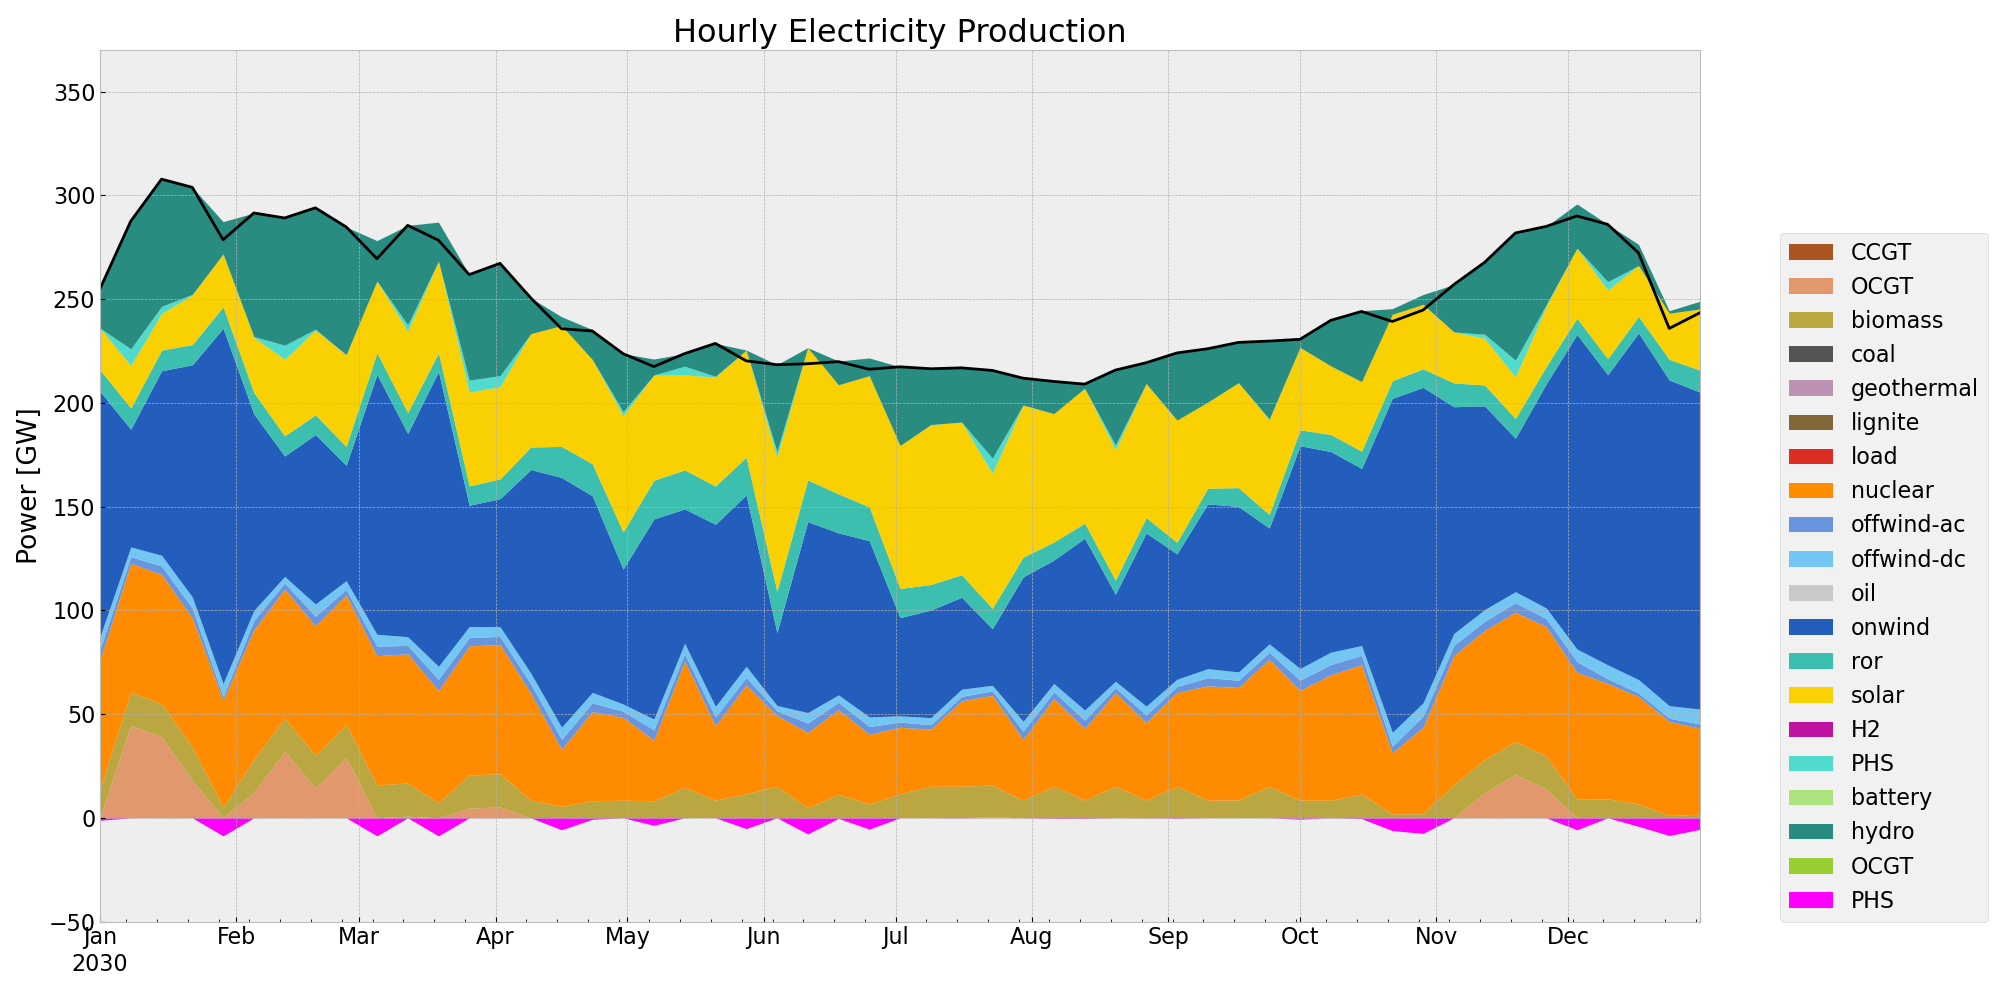 Hourly Electricity Production
Power [GW]
350
300
250
200
150
100
50
0
−50
Jan
2030
Feb
Mar
Apr
May
Jun
Jul
Aug
Sep
Oct
Nov
Dec
CCGT
OCGT
biomass
coal
geothermal
lignite
load
nuclear
offwind-ac
offwind-dc
oil
onwind
ror
solar
H2
PHS
battery
hydro
OCGT
PHS